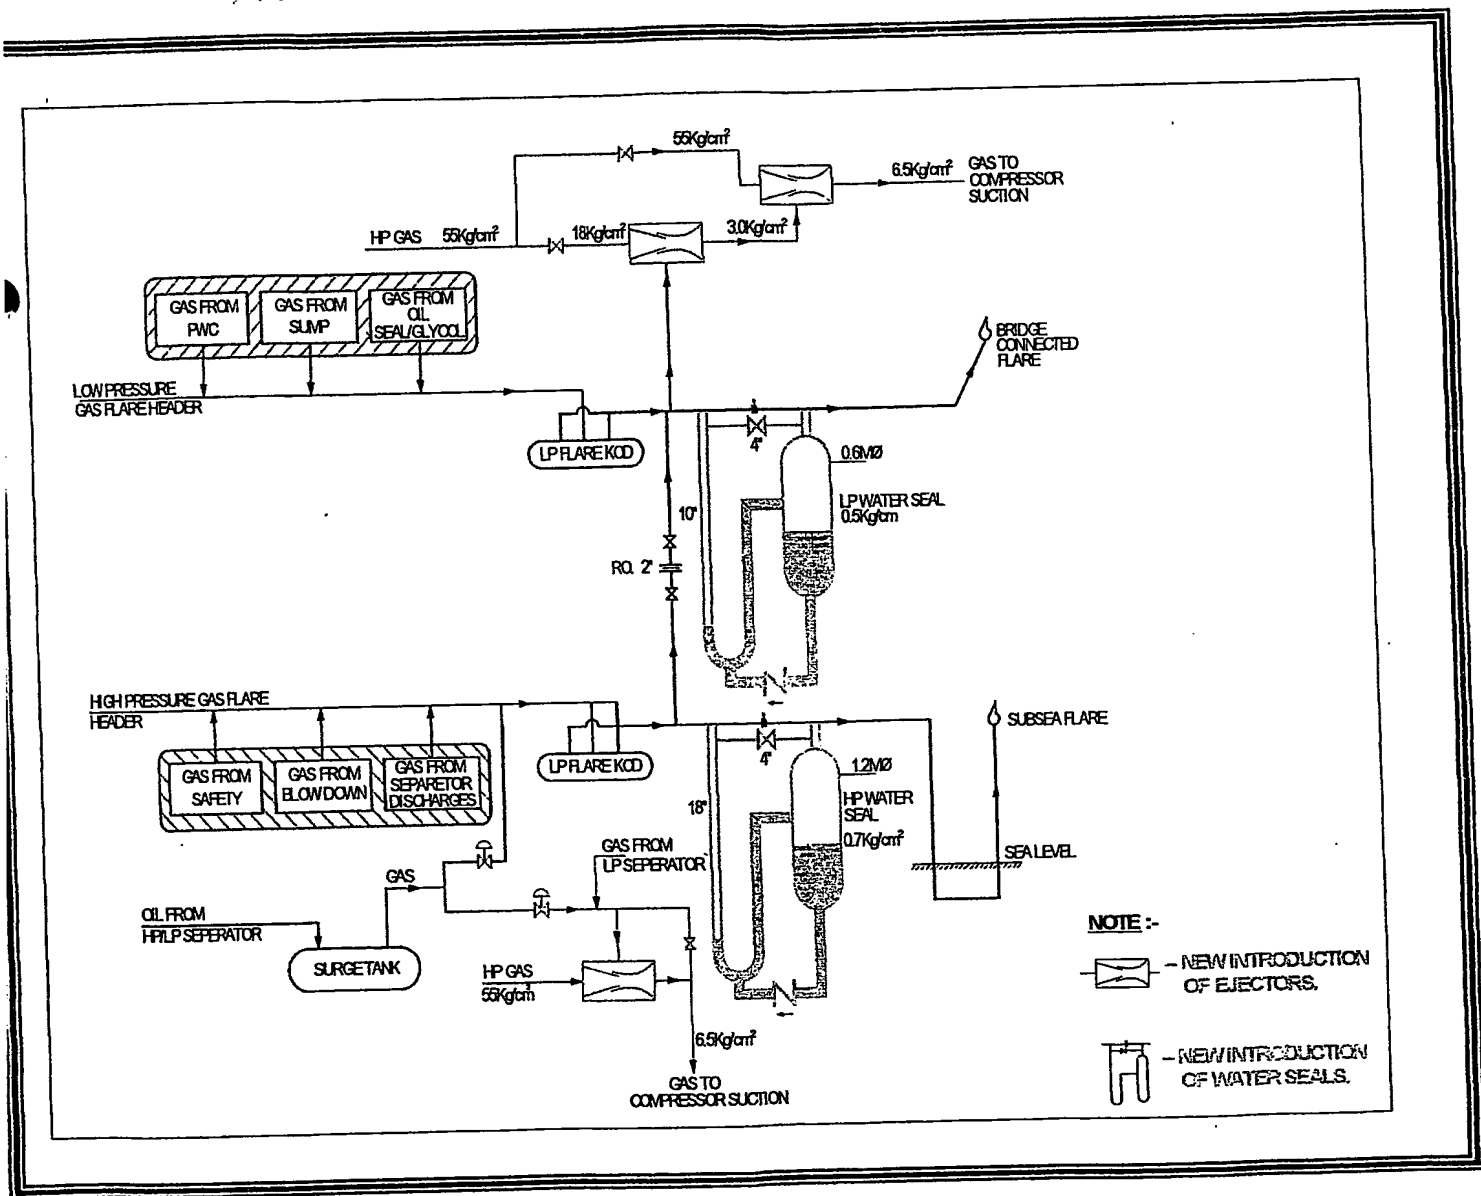 55Kg/cm²
6.5Kg/cm²
GAS TO
COMPRESSOR
SUCTION
HP GAS 55Kg/cm²
18Kg/cm²
3.0Kg/cm²
GAS FROM
PWC
GAS FROM
SUMP
GAS FROM
OIL
SEAL/GLYCOL
LOW PRESSURE
GAS FLARE HEADER
BRIDGE
CONNECTED
FLARE
LP FLARE KOD
4"
0.6MØ
10"
LP WATER SEAL
0.5Kg/cm
RO. 2"
HIGH PRESSURE GAS FLARE
HEADER
SUBSEA FLARE
GAS FROM
SAFETY
GAS FROM
BLOW DOWN
GAS FROM
SEPARETOR
DISCHARGES
LP FLARE KOD
4"
1.2MØ
18"
HP WATER
SEAL
0.7Kg/cm²
GAS FROM
LP SEPERATOR
SEA LEVEL
GAS
OIL FROM
HP/LP SEPERATOR
SURGE TANK
HP GAS
55Kg/cm²
6.5Kg/cm²
GAS TO
COMPRESSOR SUCTION
NOTE :-
- NEW INTRODUCTION
OF EJECTORS.
- NEW INTRODUCTION
OF WATER SEALS.